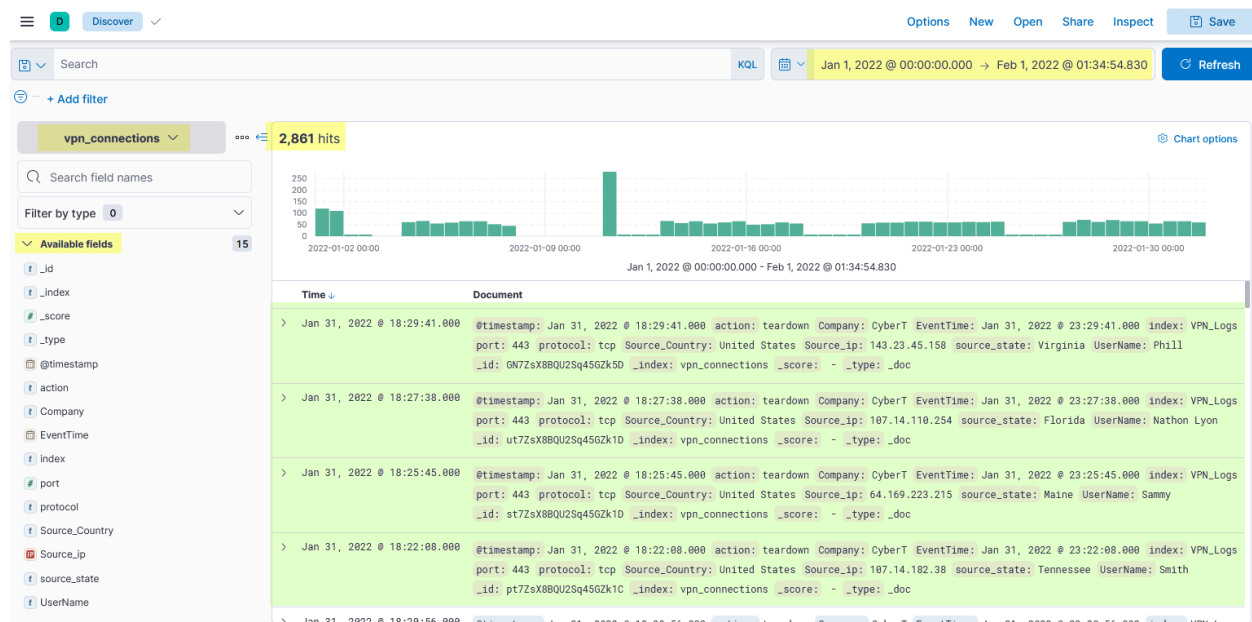 D Discover Options New Open Share Inspect Save
Search KQL Jan 1, 2022 @ 00:00:00.000 → Feb 1, 2022 @ 01:34:54.830 Refresh
+ Add filter
vpn_connections
2,861 hits
Chart options
Search field names
Filter by type 0
Available fields 15
t _id
t _index
# _score
t _type
@timestamp
t action
t Company
EventTime
t index
# port
t protocol
t Source_Country
IP Source_ip
t source_state
t UserName
250
200
150
100
50
0
2022-01-02 00:00 2022-01-09 00:00 2022-01-16 00:00 2022-01-23 00:00 2022-01-30 00:00
Jan 1, 2022 @ 00:00:00.000 - Feb 1, 2022 @ 01:34:54.830
Time ↓ Document
Jan 31, 2022 @ 18:29:41.000 @timestamp: Jan 31, 2022 @ 18:29:41.000 action: teardown Company: CyberT EventTime: Jan 31, 2022 @ 23:29:41.000 index: VPN_Logs
port: 443 protocol: tcp Source_Country: United States Source_ip: 143.23.45.158 source_state: Virginia UserName: Phill
_id: GN7ZsX8BQU2Sq45GZk5D _index: vpn_connections _score: - _type: _doc
Jan 31, 2022 @ 18:27:38.000 @timestamp: Jan 31, 2022 @ 18:27:38.000 action: teardown Company: CyberT EventTime: Jan 31, 2022 @ 23:27:38.000 index: VPN_Logs
port: 443 protocol: tcp Source_Country: United States Source_ip: 107.14.110.254 source_state: Florida UserName: Nathon Lyon
_id: ut7ZsX8BQU2Sq45GZk1D _index: vpn_connections _score: - _type: _doc
Jan 31, 2022 @ 18:25:45.000 @timestamp: Jan 31, 2022 @ 18:25:45.000 action: teardown Company: CyberT EventTime: Jan 31, 2022 @ 23:25:45.000 index: VPN_Logs
port: 443 protocol: tcp Source_Country: United States Source_ip: 64.169.223.215 source_state: Maine UserName: Sammy
_id: st7ZsX8BQU2Sq45GZk1D _index: vpn_connections _score: - _type: _doc
Jan 31, 2022 @ 18:22:08.000 @timestamp: Jan 31, 2022 @ 18:22:08.000 action: teardown Company: CyberT EventTime: Jan 31, 2022 @ 23:22:08.000 index: VPN_Logs
port: 443 protocol: tcp Source_Country: United States Source_ip: 107.14.182.38 source_state: Tennessee UserName: Smith
_id: pt7ZsX8BQU2Sq45GZk1C _index: vpn_connections _score: - _type: _doc